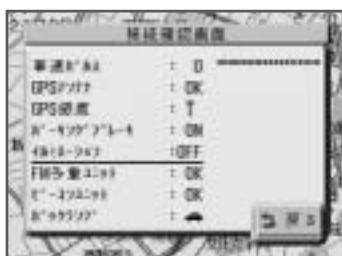 接続確認画面
車速ﾊﾟﾙｽ : 0
GPSｱﾝﾃﾅ : OK
GPS感度 : T
ﾊﾟｰｷﾝｸﾞﾌﾞﾚｰｷ : ON
ｲﾙﾐﾈｰｼｮﾝ :OFF
FM多重ﾕﾆｯﾄ : OK
ﾋﾞｰｺﾝﾕﾆｯﾄ : OK
ﾊﾞｯｸﾗﾝﾌﾟ :
戻る